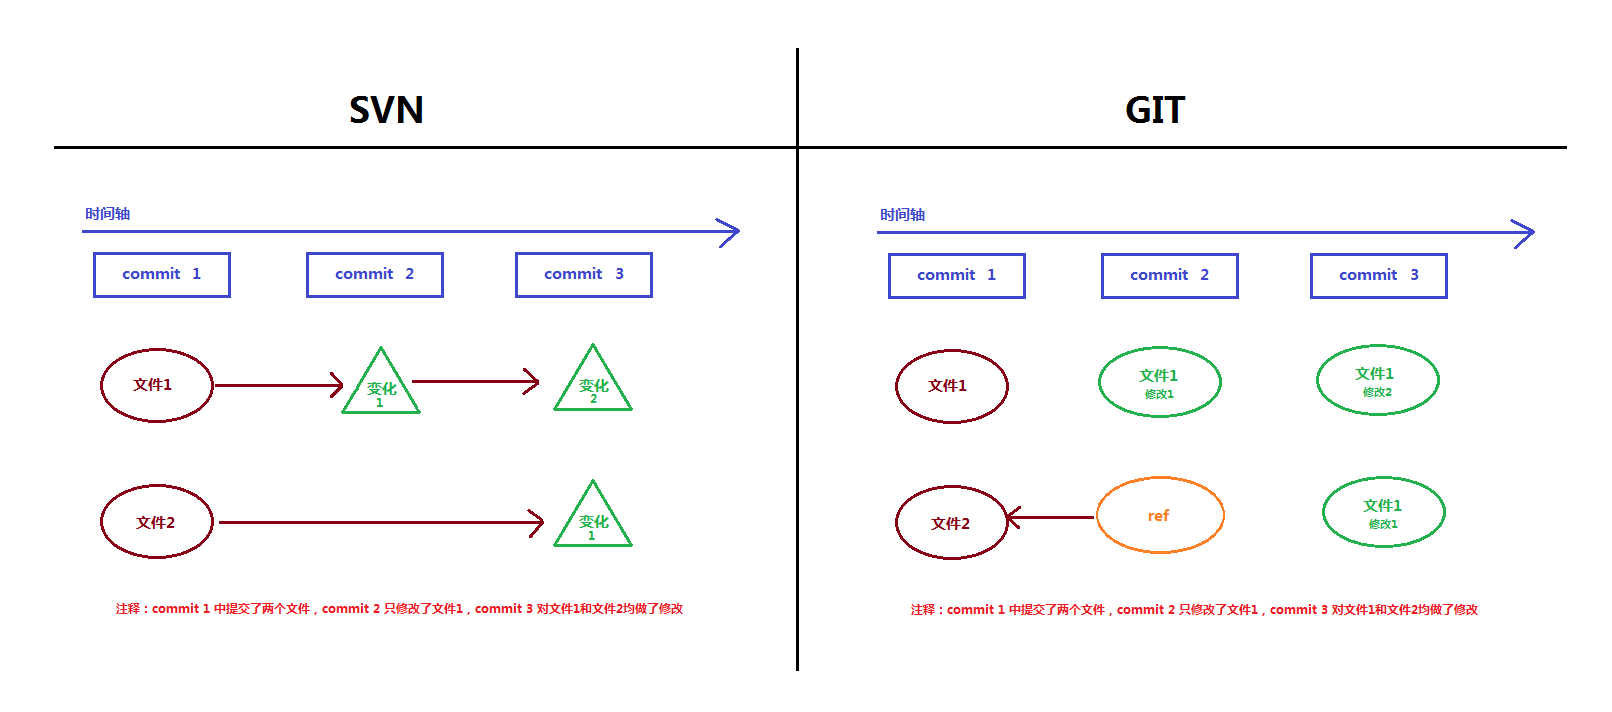 SVN
时间轴
commit 1
commit 2
commit 3
文件1
变化
1
变化
2
文件2
变化
1
注释：commit 1 中提交了两个文件，commit 2 只修改了文件1，commit 3 对文件1和文件2均做了修改
GIT
时间轴
commit 1
commit 2
commit 3
文件1
文件1
修改1
文件1
修改2
文件2
ref
文件1
修改1
注释：commit 1 中提交了两个文件，commit 2 只修改了文件1，commit 3 对文件1和文件2均做了修改